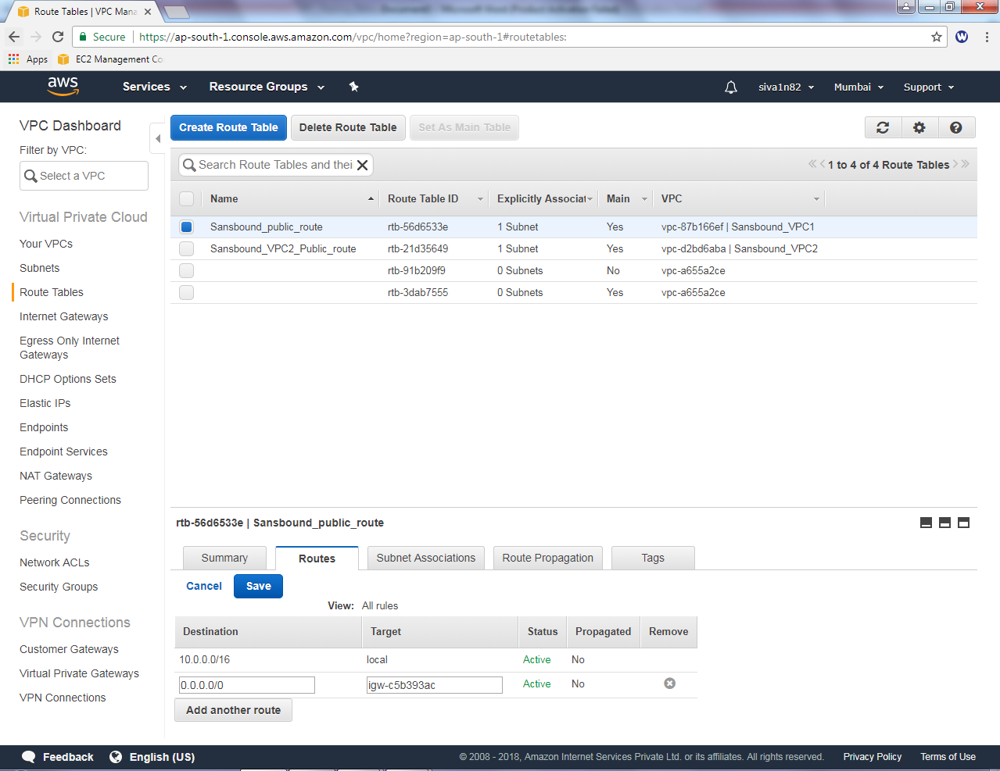 Route Tables | VPC Mana
Secure https://ap-south-1.console.aws.amazon.com/vpc/home?region=ap-south-1#routetables:
Apps EC2 Management Co
aws Services Resource Groups siva1n82 Mumbai Support
VPC Dashboard
Filter by VPC:
Select a VPC
Virtual Private Cloud
Your VPCs
Subnets
Route Tables
Internet Gateways
Egress Only Internet
Gateways
DHCP Options Sets
Elastic IPs
Endpoints
Endpoint Services
NAT Gateways
Peering Connections
Security
Network ACLs
Security Groups
VPN Connections
Customer Gateways
Virtual Private Gateways
VPN Connections
Create Route Table Delete Route Table Set As Main Table
Search Route Tables and thei 1 to 4 of 4 Route Tables
Name Route Table ID Explicitly Associat Main VPC
Sansbound_public_route rtb-56d6533e 1 Subnet Yes vpc-87b166ef | Sansbound_VPC1
Sansbound_VPC2_Public_route rtb-21d35649 1 Subnet Yes vpc-d2bd6aba | Sansbound_VPC2
rtb-91b209f9 0 Subnets No vpc-a655a2ce
rtb-3dab7555 0 Subnets Yes vpc-a655a2ce
rtb-56d6533e | Sansbound_public_route
Summary Routes Subnet Associations Route Propagation Tags
Cancel Save
View: All rules
Destination Target Status Propagated Remove
10.0.0.0/16 local Active No
0.0.0.0/0 igw-c5b393ac Active No
Add another route
Feedback English (US) © 2008 - 2018, Amazon Internet Services Private Ltd. or its affiliates. All rights reserved. Privacy Policy Terms of Use